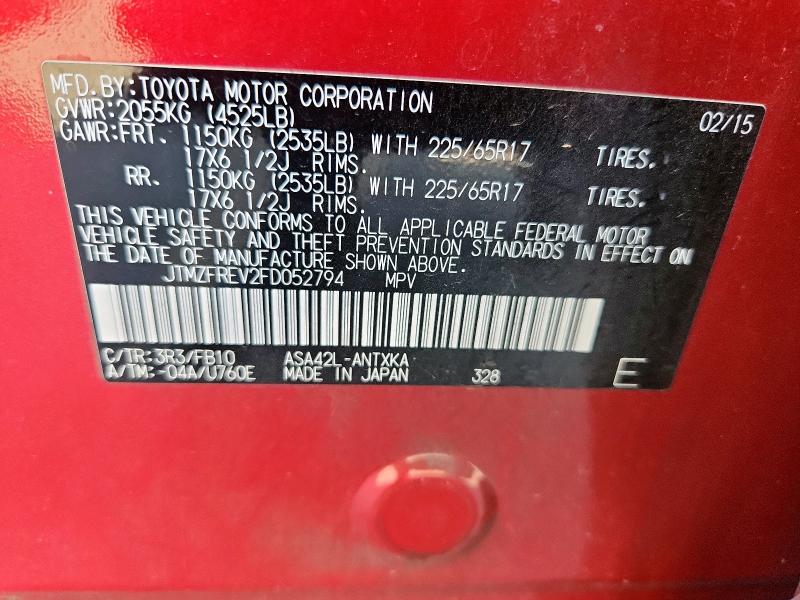 MFD.BY:TOYOTA MOTOR CORPORATION 02/15
GVWR:2055KG (4525LB)
GAWR:FRT. 1150KG (2535LB) WITH 225/65R17 TIRES.
17X6 1/2J RIMS.
RR. 1150KG (2535LB) WITH 225/65R17 TIRES.
17X6 1/2J RIMS.
THIS VEHICLE CONFORMS TO ALL APPLICABLE FEDERAL MOTOR
VEHICLE SAFETY AND THEFT PREVENTION STANDARDS IN EFFECT ON
THE DATE OF MANUFACTURE SHOWN ABOVE.
JTMZFREV2FD052794 MPV
C/TR:3R3/FB10 ASA42L-ANTXKA
A/TM:-04A/U760E MADE IN JAPAN 328 E